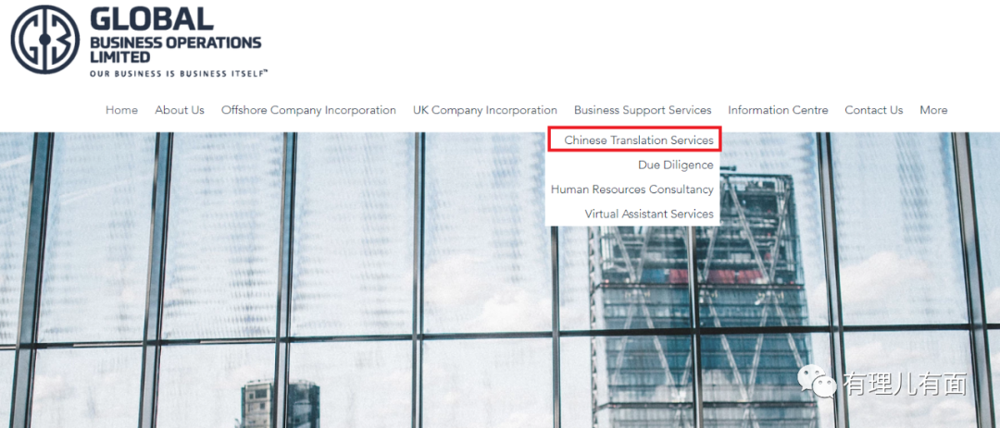 GLOBAL
BUSINESS OPERATIONS
LIMITED
OUR BUSINESS IS BUSINESS ITSELF™
Home About Us Offshore Company Incorporation UK Company Incorporation Business Support Services Information Centre Contact Us More
Chinese Translation Services
Due Diligence
Human Resources Consultancy
Virtual Assistant Services
有理儿有面